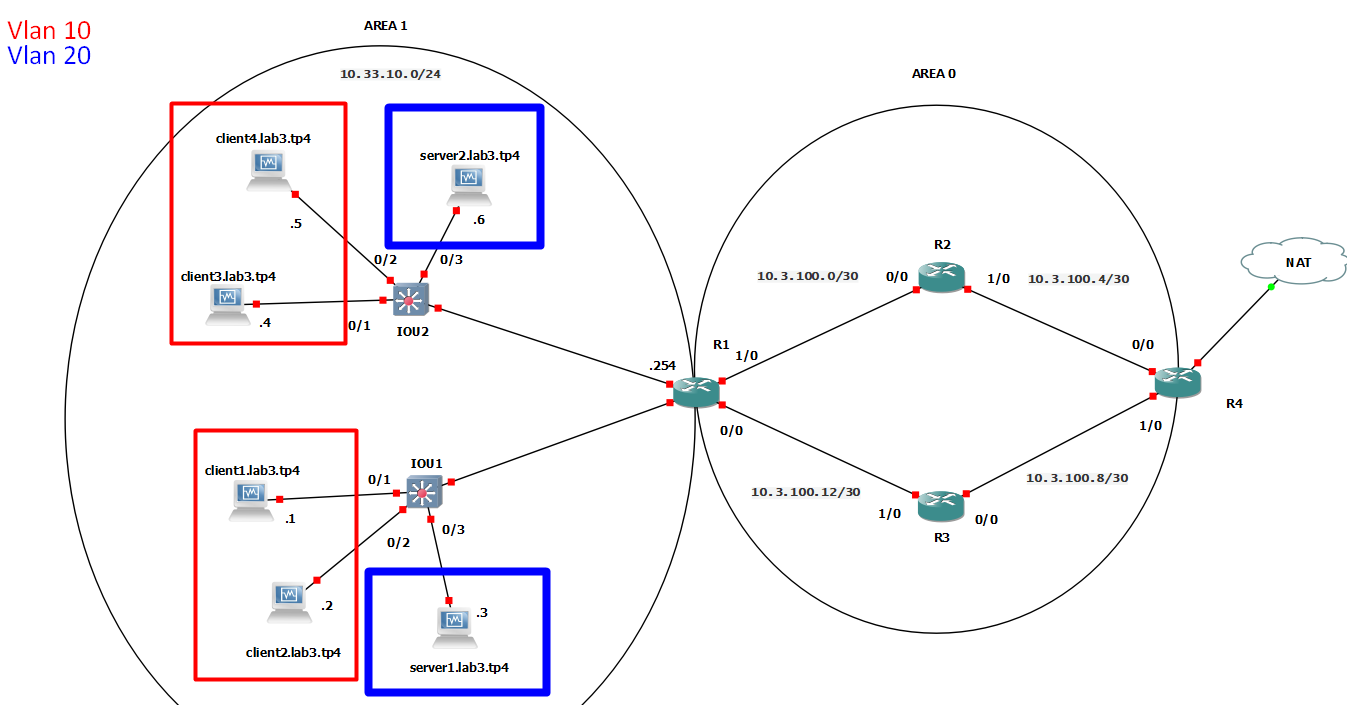 Vlan 10
Vlan 20
AREA 1
10.33.10.0/24
client4.lab3.tp4
.5
server2.lab3.tp4
.6
0/2
0/3
client3.lab3.tp4
.4
0/1
IOU2
.254
R1
1/0
0/0
IOU1
client1.lab3.tp4
0/1
.1
0/2
0/3
.2
client2.lab3.tp4
.3
server1.lab3.tp4
AREA 0
R2
10.3.100.0/30
0/0
1/0
10.3.100.4/30
0/0
R4
1/0
10.3.100.12/30
10.3.100.8/30
1/0
0/0
R3
NAT